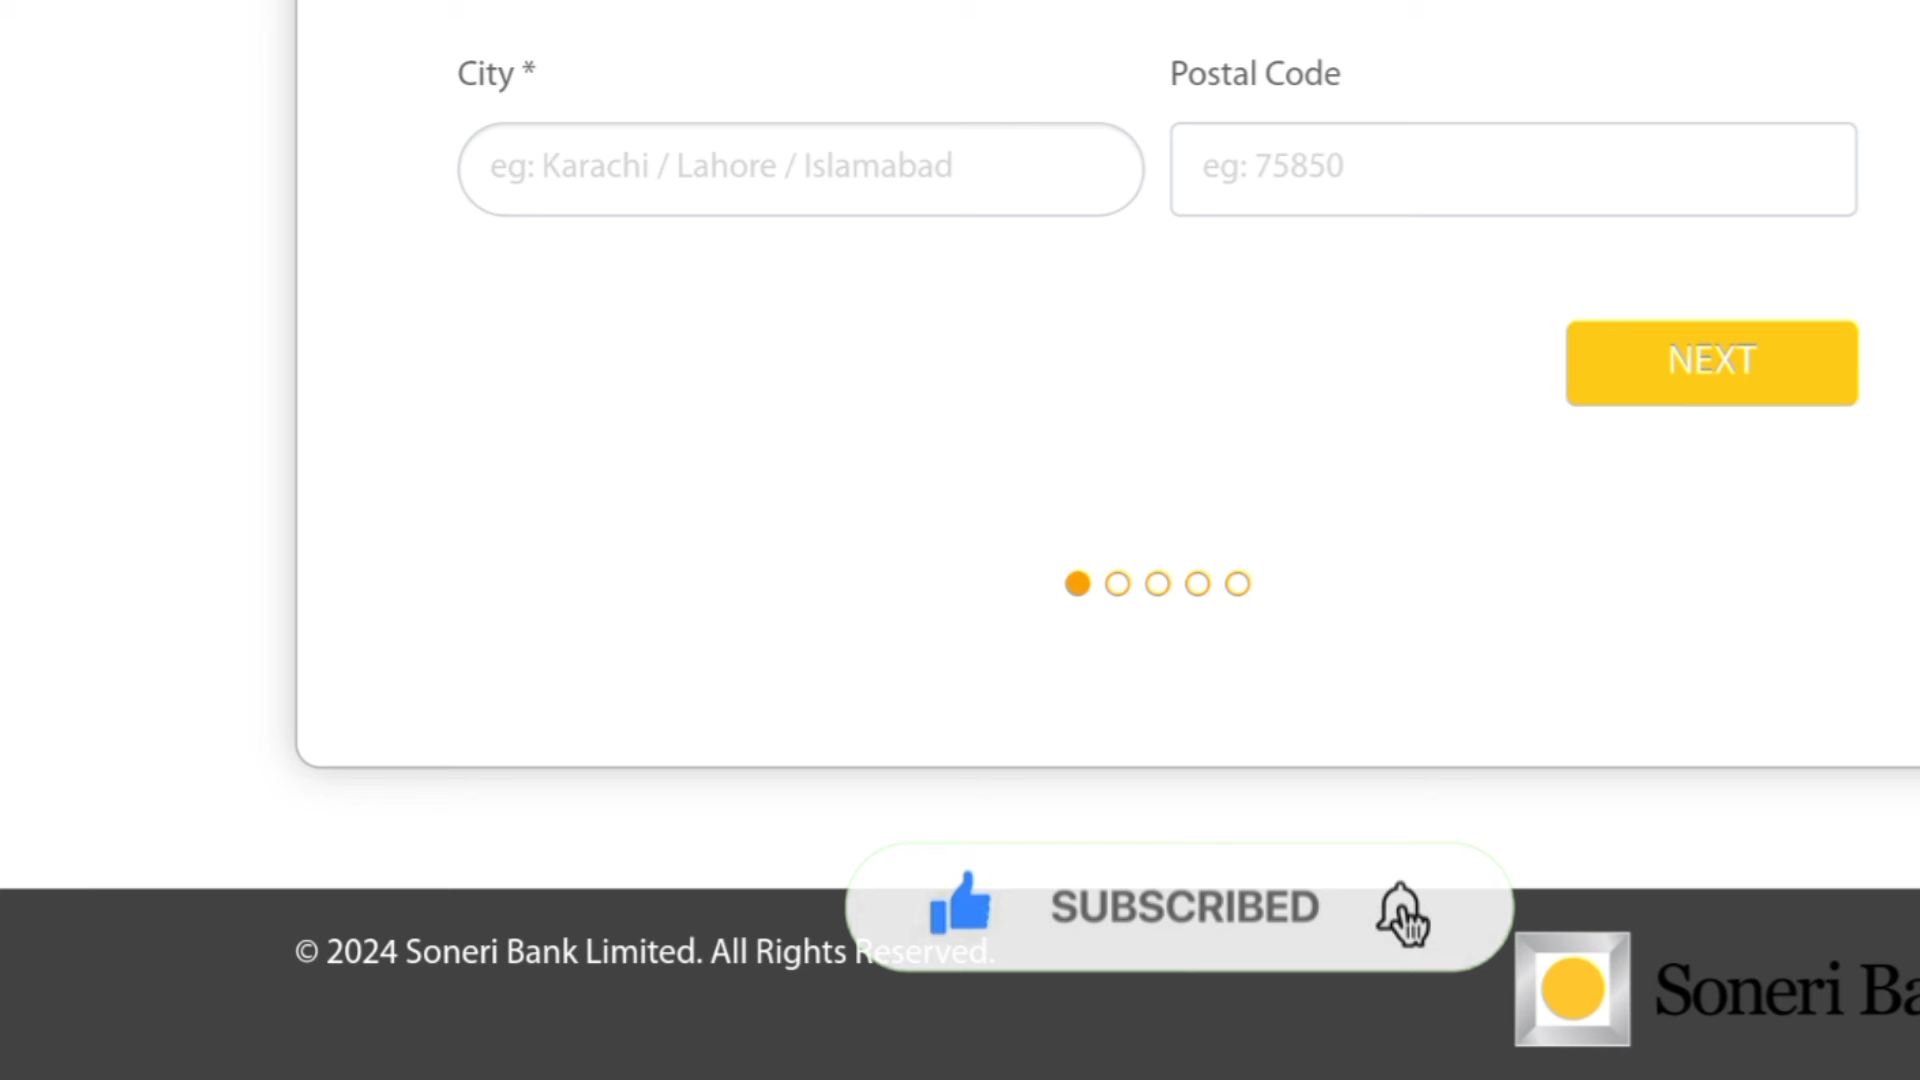 City *
Postal Code
eg: Karachi / Lahore / Islamabad
eg: 75850
NEXT
SUBSCRIBED
© 2024 Soneri Bank Limited. All Rights Reserved.
Soneri Ba